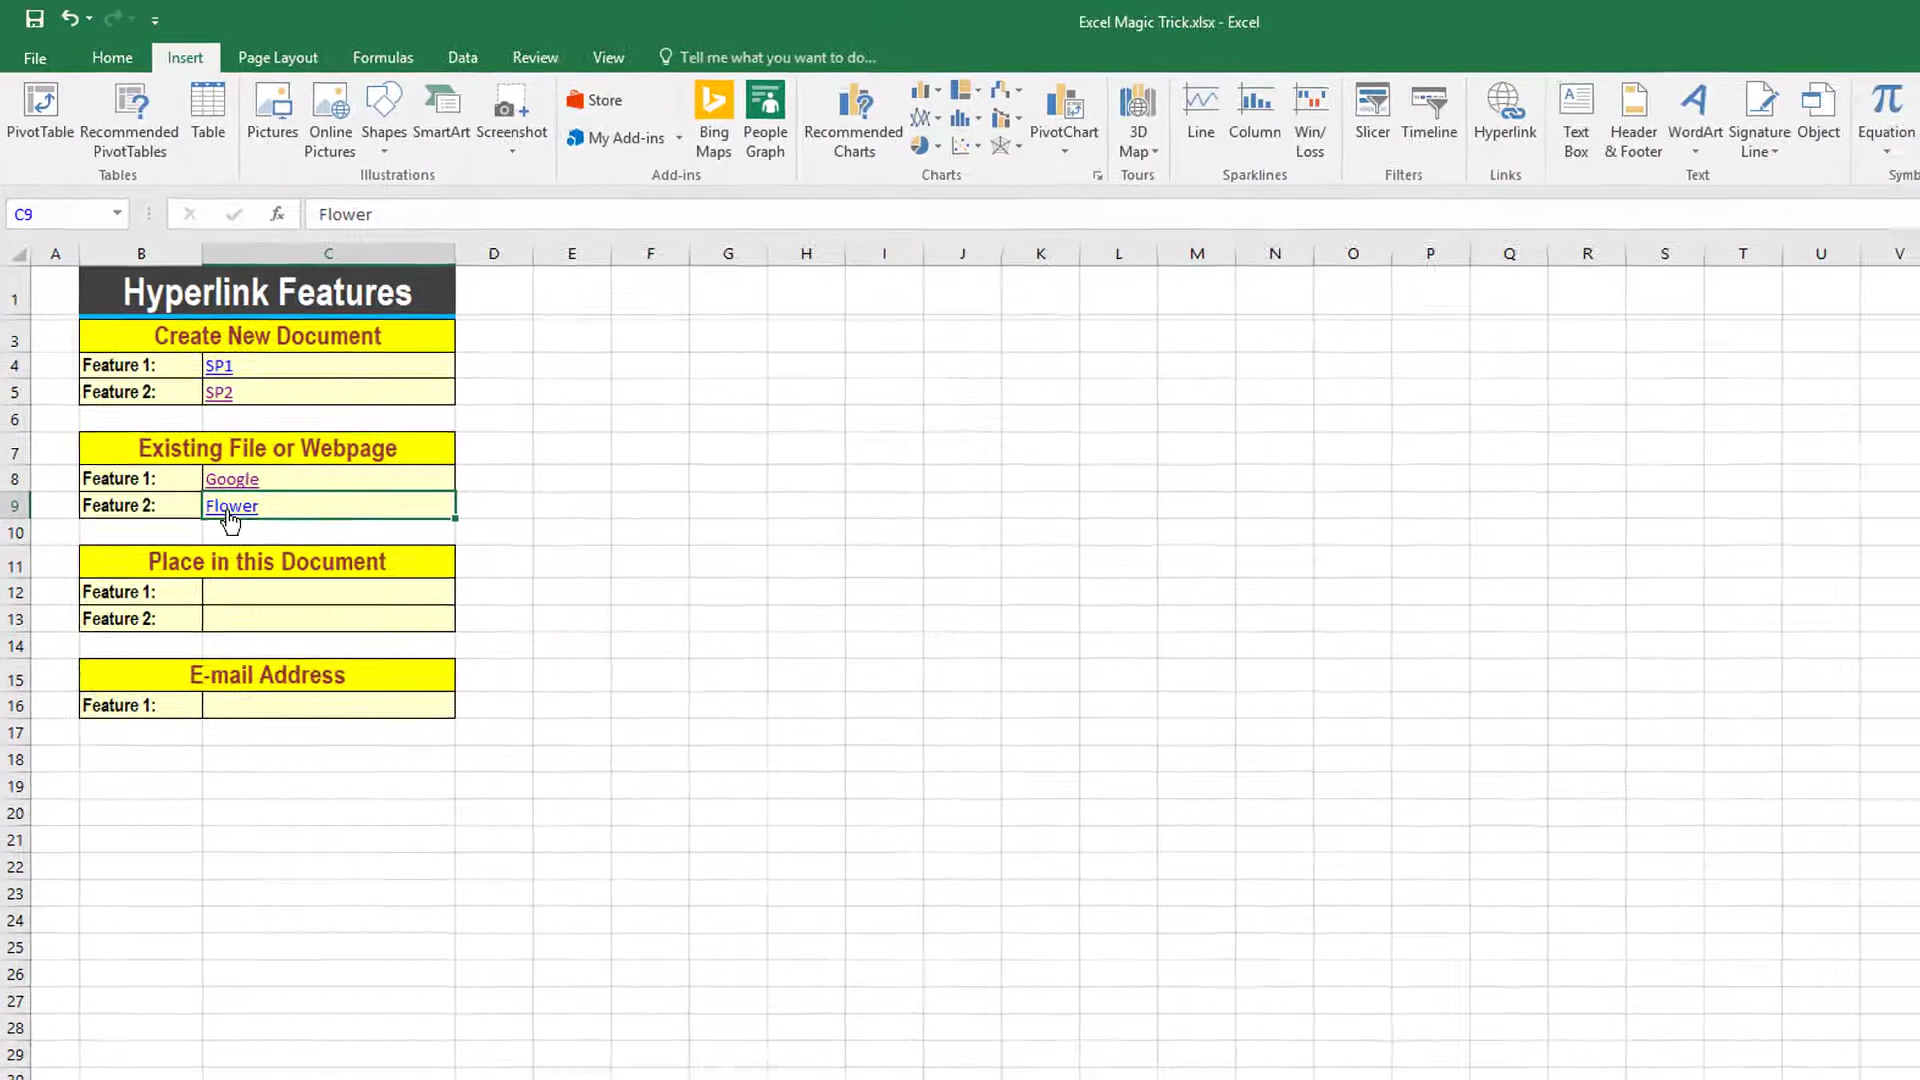 Excel Magic Trick.xlsx - Excel
File Home Insert Page Layout Formulas Data Review View Tell me what you want to do...
PivotTable Recommended PivotTables Table Pictures Online Pictures Shapes SmartArt Screenshot Store My Add-ins Bing Maps People Graph Recommended Charts PivotChart 3D Map Line Column Win/Loss Slicer Timeline Hyperlink Text Box Header & Footer WordArt Signature Line Object Equation
Tables Illustrations Add-ins Charts Tours Sparklines Filters Links Text Symb
C9 fx Flower
A B C D E F G H I J K L M N O P Q R S T U V
1 Hyperlink Features
3 Create New Document
4 Feature 1: SP1
5 Feature 2: SP2
6
7 Existing File or Webpage
8 Feature 1: Google
9 Feature 2: Flower
10
11 Place in this Document
12 Feature 1:
13 Feature 2:
14
15 E-mail Address
16 Feature 1:
17
18
19
20
21
22
23
24
25
26
27
28
29